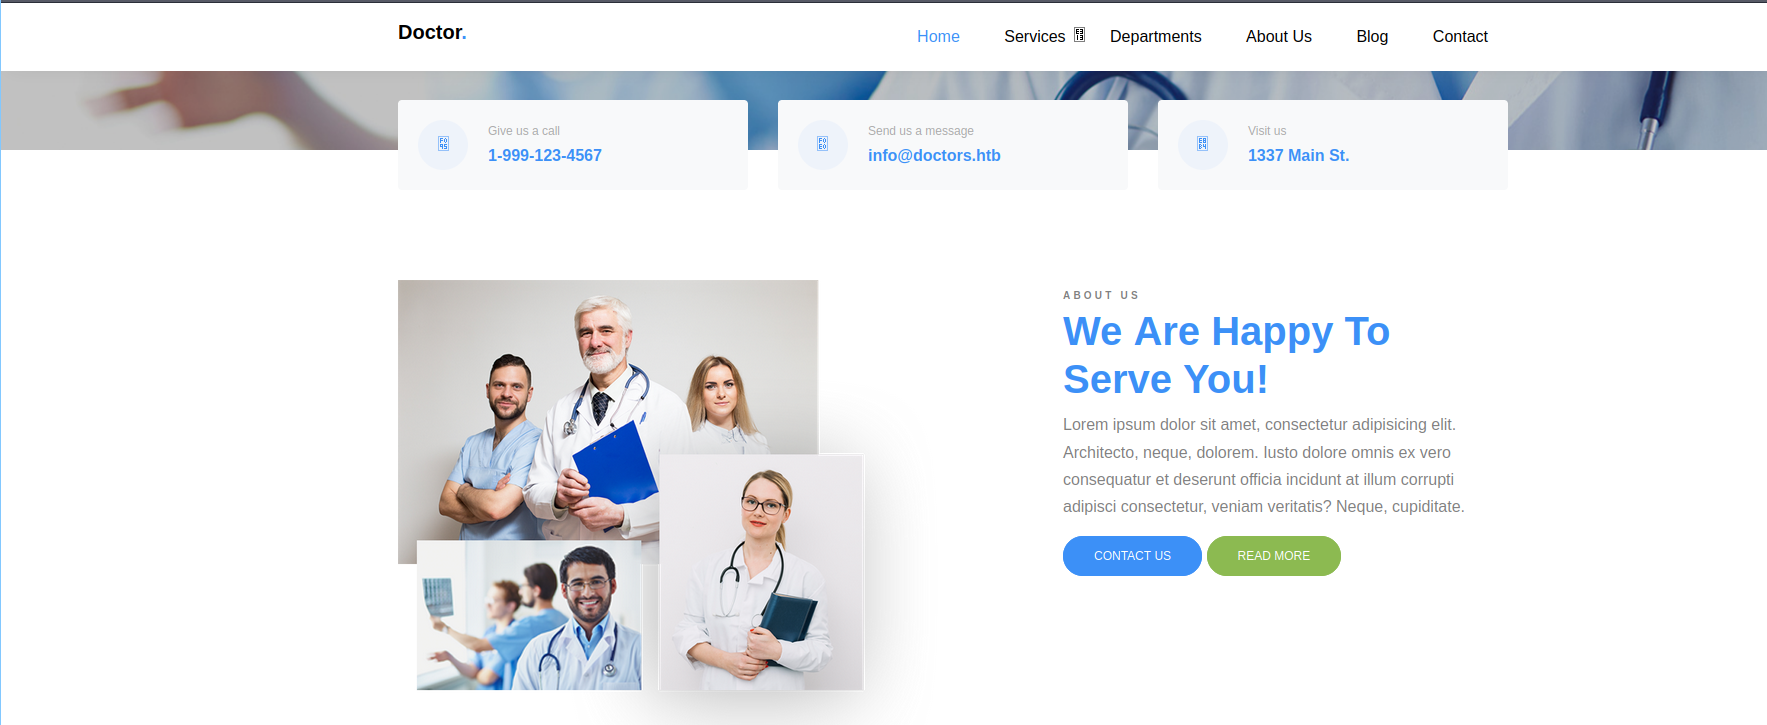 Doctor.
Home Services Departments About Us Blog Contact
Give us a call
1-999-123-4567
Send us a message
info@doctors.htb
Visit us
1337 Main St.
ABOUT US
We Are Happy To
Serve You!
Lorem ipsum dolor sit amet, consectetur adipisicing elit.
Architecto, neque, dolorem. Iusto dolore omnis ex vero
consequatur et deserunt officia incidunt at illum corrupti
adipisci consectetur, veniam veritatis? Neque, cupiditate.
CONTACT US READ MORE